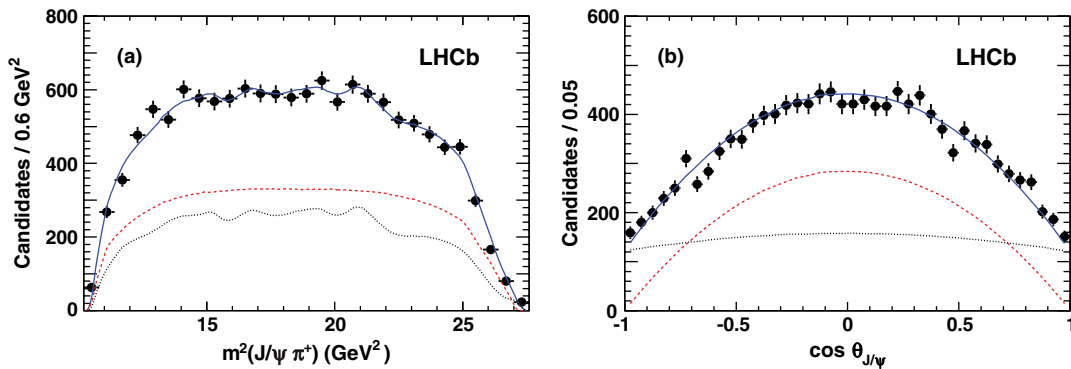 (a)
LHCb
Candidates / 0.6 GeV²
800
600
400
200
0
15
20
25
m²(J/ψ π⁺) (GeV²)
(b)
LHCb
Candidates / 0.05
600
400
200
0
-1
-0.5
0
0.5
1
cos θ_J/ψ